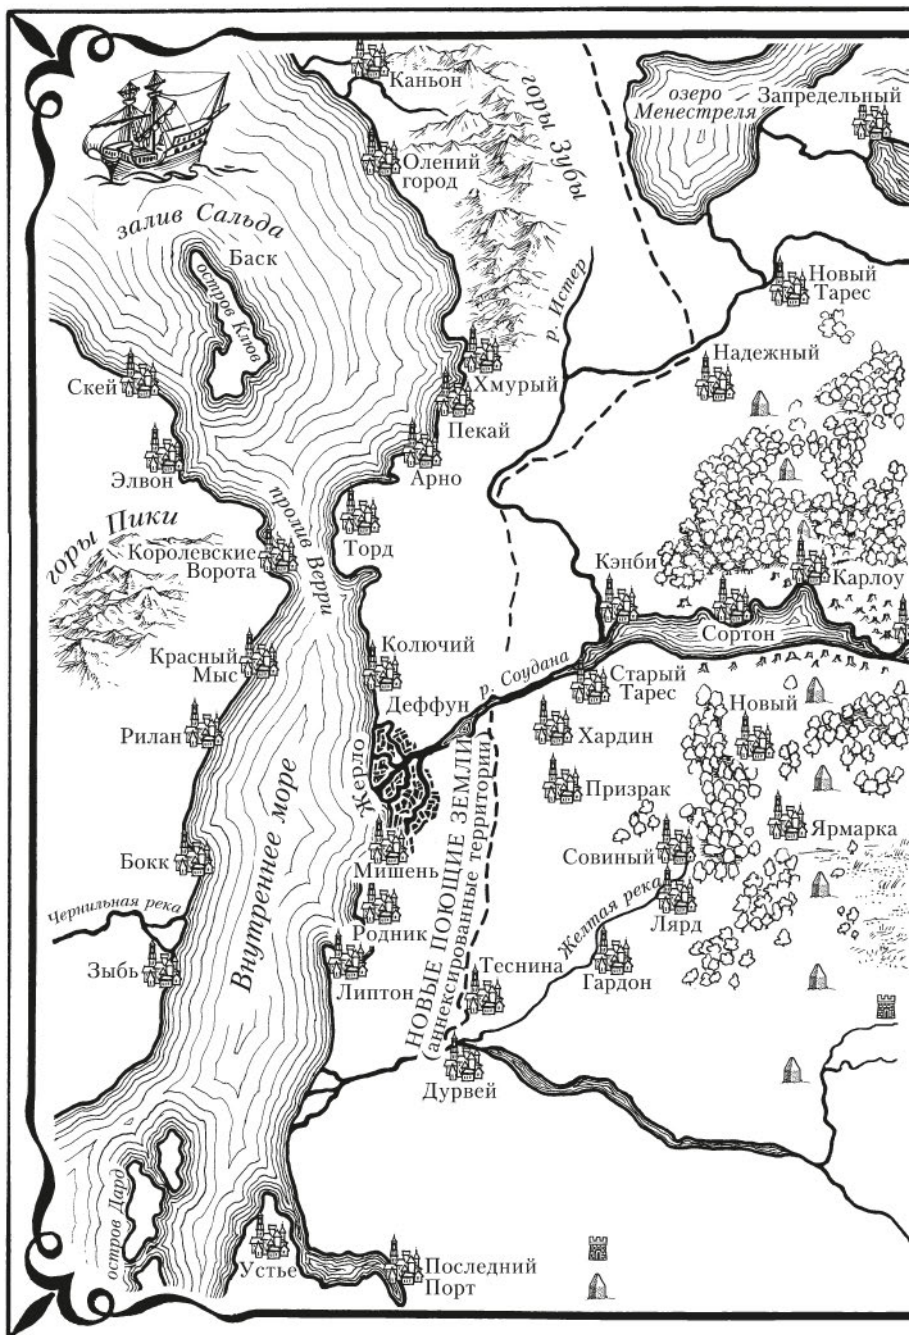 Каньон
озеро
Менестреля
Запредельный
Олений
город
Зубы дорог
залив Сальда
Баск
остров Клюв
р. Истер
Новый
Тарес
Надежный
Скей
Хмурый
Пекай
Арно
Элвон
пролив Верри
горы Пики
Королевские
Ворота
Торд
Кэнби
Карлоу
Сортон
Красный
Мыс
Колючий
р. Соудана
Старый
Тарес
Деффун
Новый
Рилан
Жерло
Хардин
Внутреннее море
НОВЫЕ ПОЮЩИЕ ЗЕМЛИ
(аннексированные территории)
Призрак
Ярмарка
Бокк
Мишень
Совиный
Чернильная река
Родник
Желтая река
Лярд
Зыбь
Липтон
Теснина
Гардон
Дурвей
остров Дард
Устье
Последний
Порт